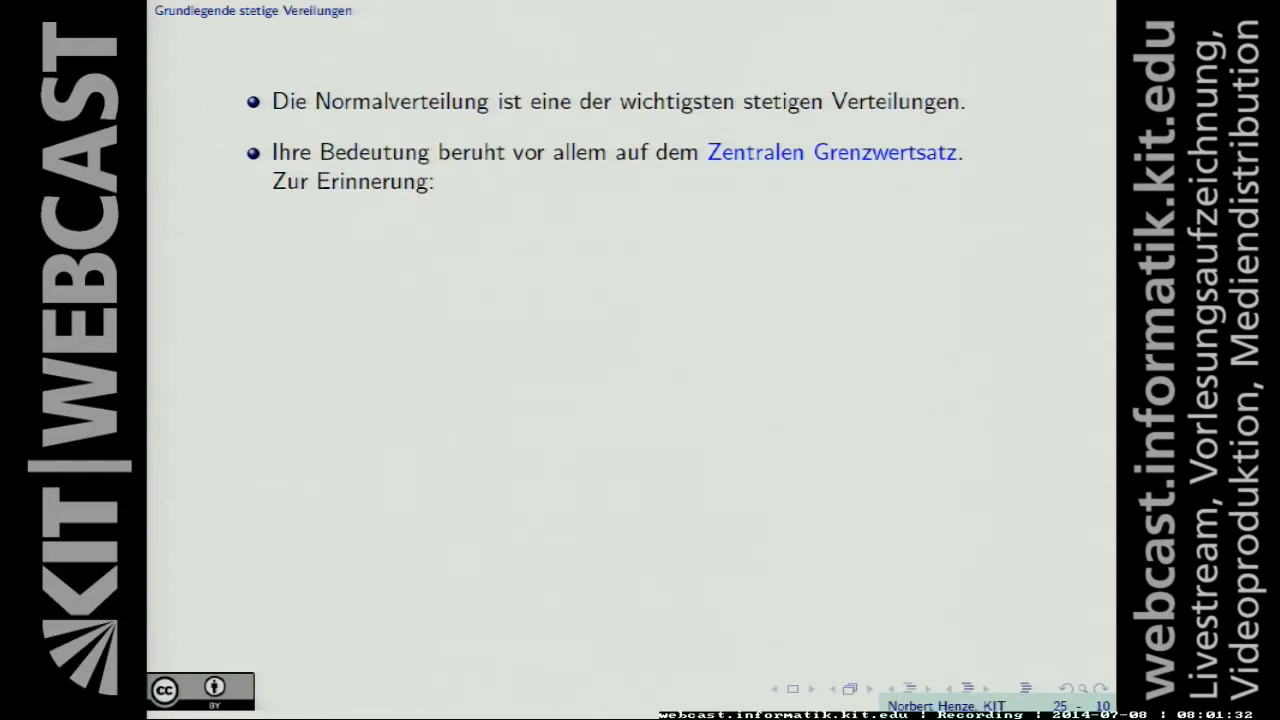 Grundlegende stetige Vereilungen
Die Normalverteilung ist eine der wichtigsten stetigen Verteilungen.
Ihre Bedeutung beruht vor allem auf dem Zentralen Grenzwertsatz.
Zur Erinnerung:
KIT | WEBCAST
webcast.informatik.kit.edu
Livestream, Vorlesungsaufzeichnung,
Videoproduktion, Mediendistribution
cc
BY
Norbert Henze, KIT 25 - 10
webcast.informatik.kit.edu | Recording : 2014-07-08 | 08:01:32